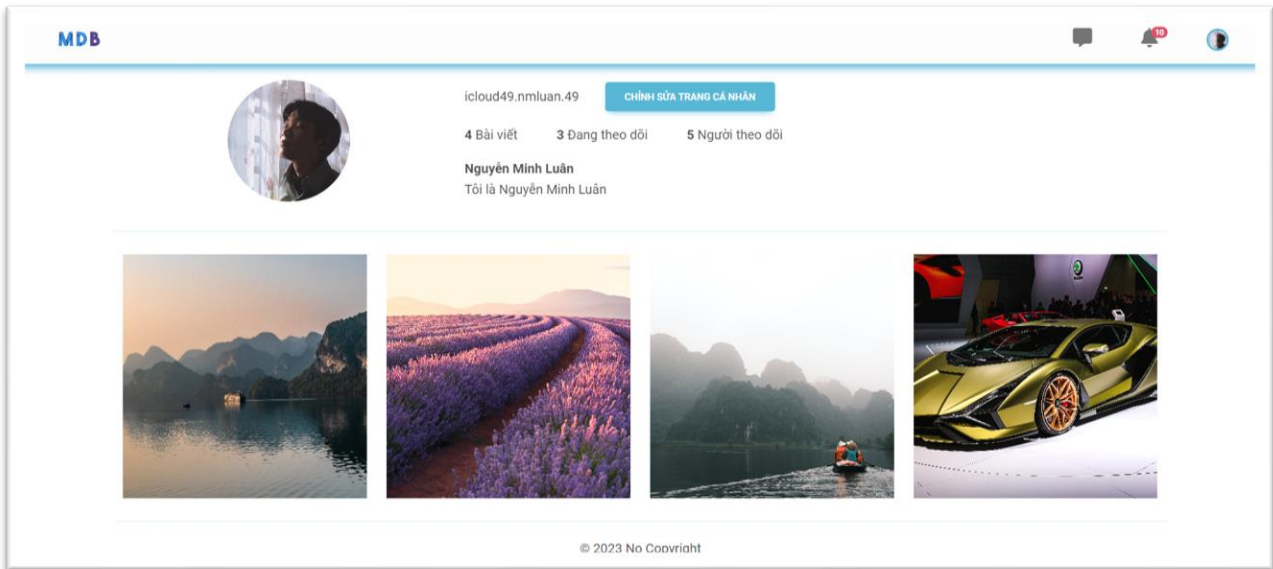 MDB
10
icloud49.nmluan.49
CHỈNH SỬA TRANG CÁ NHÂN
4 Bài viết 3 Đang theo dõi 5 Người theo dõi
Nguyễn Minh Luân
Tôi là Nguyễn Minh Luân
© 2023 No Copyright